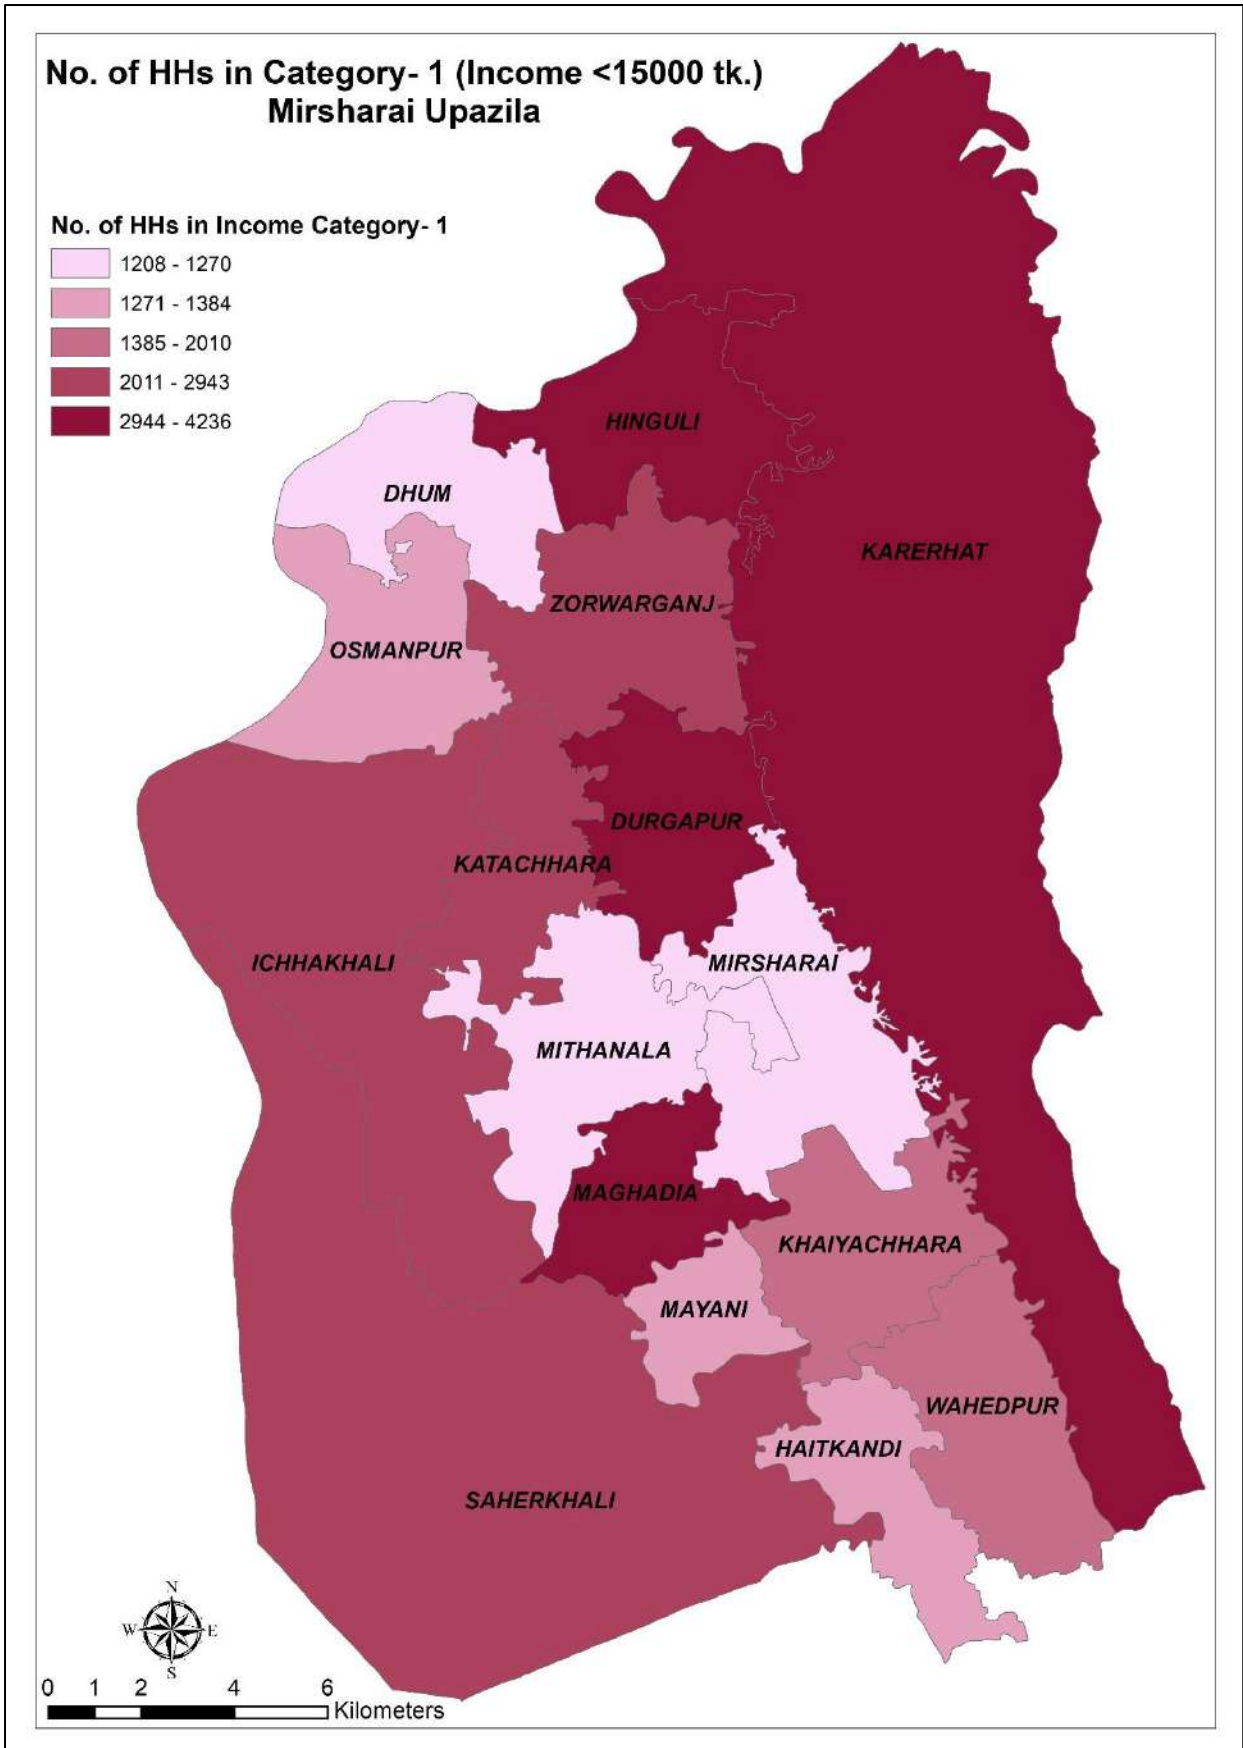 No. of HHs in Category- 1 (Income <15000 tk.)
Mirsharai Upazila
No. of HHs in Income Category- 1
1208 - 1270
1271 - 1384
1385 - 2010
2011 - 2943
2944 - 4236
HINGULI
DHUM
KARERHAT
ZORWARGANJ
OSMANPUR
DURGAPUR
KATACHHARA
ICHHAKHALI
MIRSHARAI
MITHANALA
MAGHADIA
KHAIYACHHARA
MAYANI
WAHEDPUR
HAITKANDI
SAHERKHALI
N
W E
S
0 1 2 4 6
Kilometers